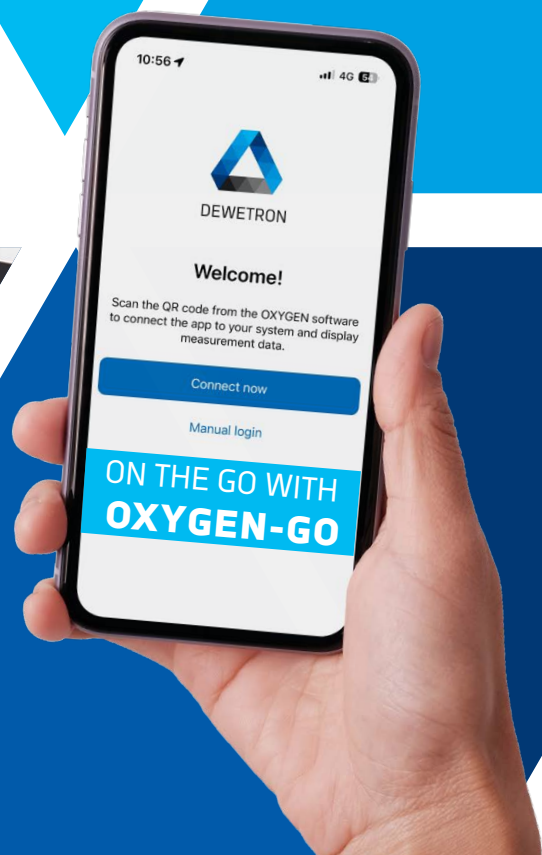 10:56
4G 54
DEWETRON
Welcome!
Scan the QR code from the OXYGEN software
to connect the app to your system and display
measurement data.
Connect now
Manual login
ON THE GO WITH
OXYGEN-GO